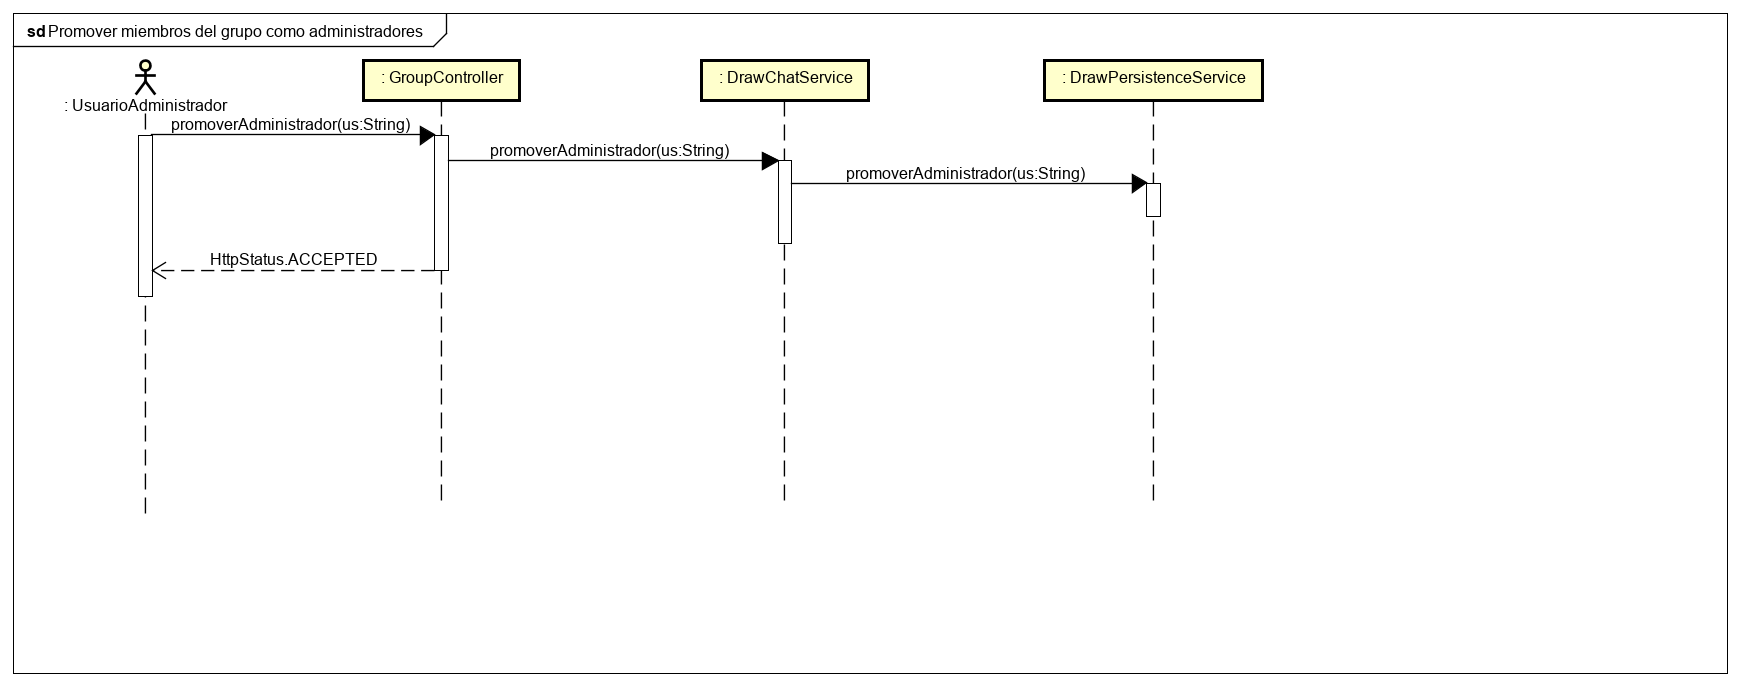 sd Promover miembros del grupo como administradores
: GroupController
: DrawChatService
: DrawPersistenceService
: UsuarioAdministrador
promoverAdministrador(us:String)
promoverAdministrador(us:String)
promoverAdministrador(us:String)
HttpStatus.ACCEPTED